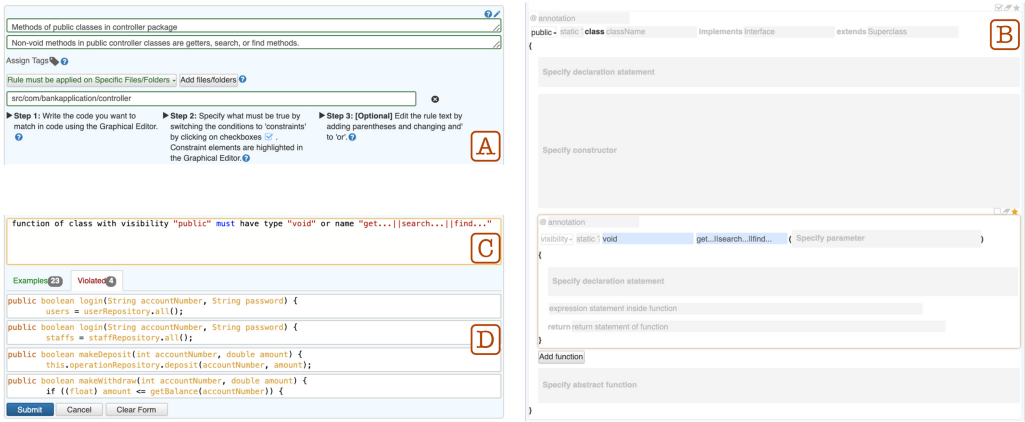 Methods of public classes in controller package
Non-void methods in public controller classes are getters, search, or find methods.
Assign Tags
Rule must be applied on Specific Files/Folders Add files/folders
src/com/bankapplication/controller
Step 1: Write the code you want to match in code using the Graphical Editor.
Step 2: Specify what must be true by switching the conditions to 'constraints' by clicking on checkboxes . Constraint elements are highlighted in the Graphical Editor.
Step 3: [Optional] Edit the rule text by adding parentheses and changing and' to 'or'.
A
function of class with visibility "public" must have type "void" or name "get...||search...||find..."
C
Examples 23 Violated 4
public boolean login(String accountNumber, String password) {
users = userRepository.all();
public boolean login(String accountNumber, String password) {
staffs = staffRepository.all();
D
public boolean makeDeposit(int accountNumber, double amount) {
this.operationRepository.deposit(accountNumber, amount);
public boolean makeWithdraw(int accountNumber, double amount) {
if ((float) amount <= getBalance(accountNumber)) {
Submit Cancel Clear Form
@ annotation
public static class className implements Interface extends Superclass
B
{
Specify declaration statement
Specify constructor
@ annotation
visibility static void get...||search...||find... ( Specify parameter )
{
Specify declaration statement
expression statement inside function
return return statement of function
}
Add function
Specify abstract function
}